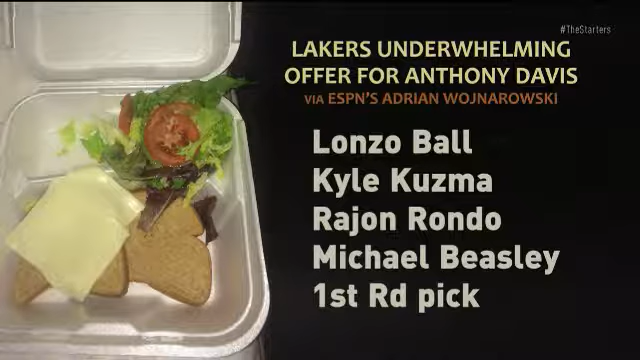 #TheStarters
LAKERS UNDERWHELMING
OFFER FOR ANTHONY DAVIS
VIA ESPN'S ADRIAN WOJNAROWSKI
Lonzo Ball
Kyle Kuzma
Rajon Rondo
Michael Beasley
1st Rd pick